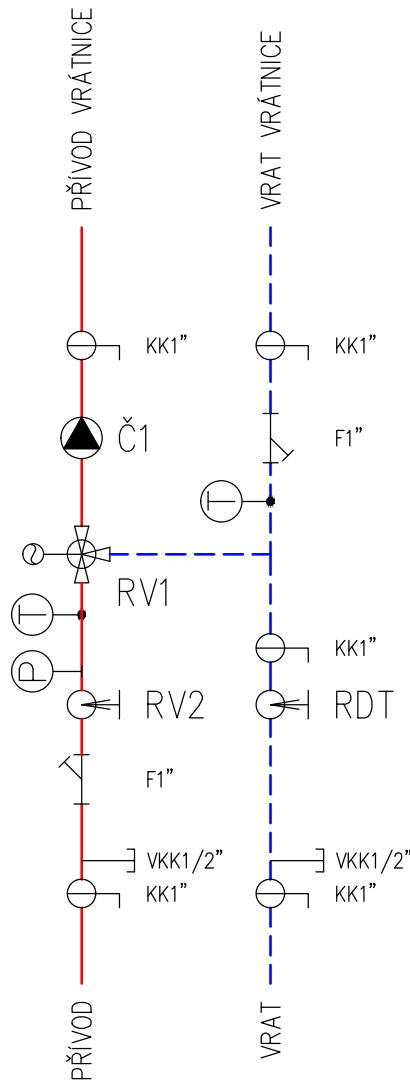 PŘÍVOD VRÁTNICE
VRAT VRÁTNICE
KK1"
KK1"
Č1
F1"
T
RV1
T
P
KK1"
RV2
RDT
F1"
VKK1/2"
VKK1/2"
KK1"
KK1"
PŘÍVOD
VRAT